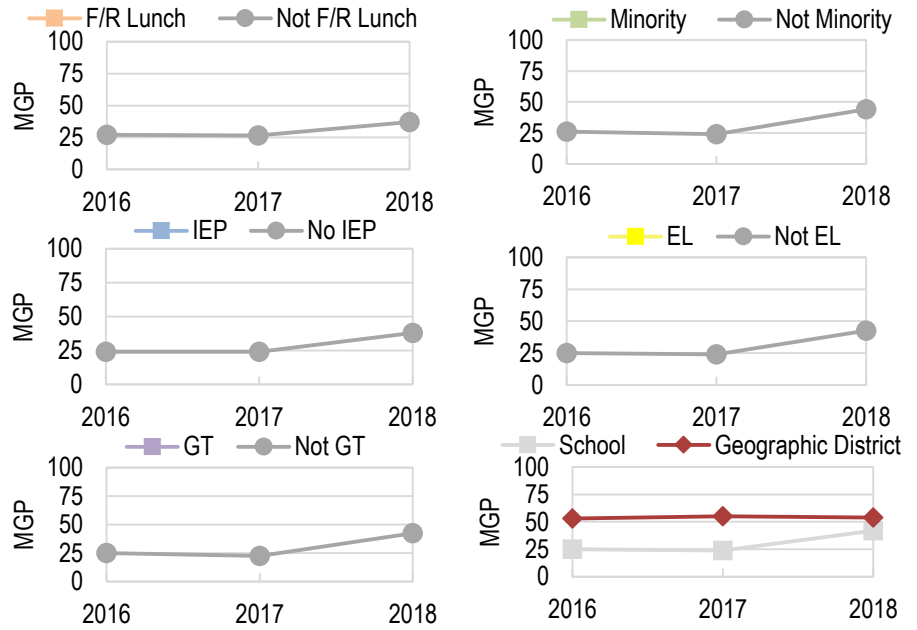 F/R Lunch Not F/R Lunch
100
75
50
25
0
MGP
2016 2017 2018
Minority Not Minority
100
75
50
25
0
MGP
2016 2017 2018
IEP No IEP
100
75
50
25
0
MGP
2016 2017 2018
EL Not EL
100
75
50
25
0
MGP
2016 2017 2018
GT Not GT
100
75
50
25
0
MGP
2016 2017 2018
School Geographic District
100
75
50
25
0
MGP
2016 2017 2018